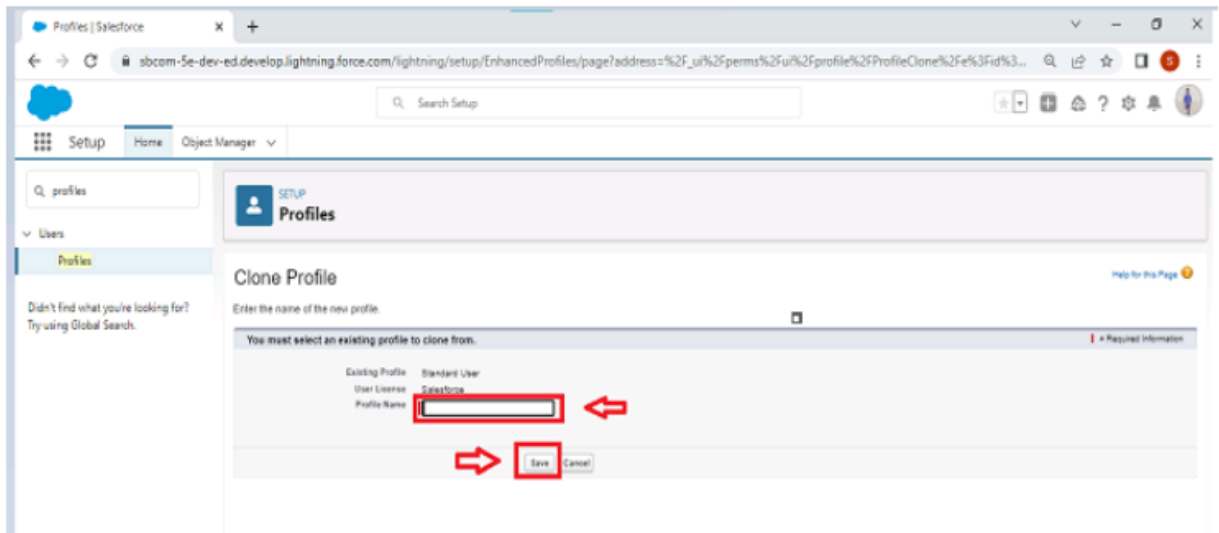 Profiles | Salesforce
sbcom-5e-dev-ed.develop.lightning.force.com/lightning/setup/EnhancedProfiles/page?address=%2F_ui%2Fperms%2Fui%2Fprofile%2FProfileClone%2Fe%3Fid%3...
S
Search Setup
Setup Home Object Manager
profiles
SETUP
Profiles
Users
Profiles
Clone Profile
Help for this Page
Didn't find what you're looking for?
Try using Global Search.
Enter the name of the new profile.
You must select an existing profile to clone from.
= Required Information
Existing Profile Standard User
User License Salesforce
Profile Name
Save Cancel